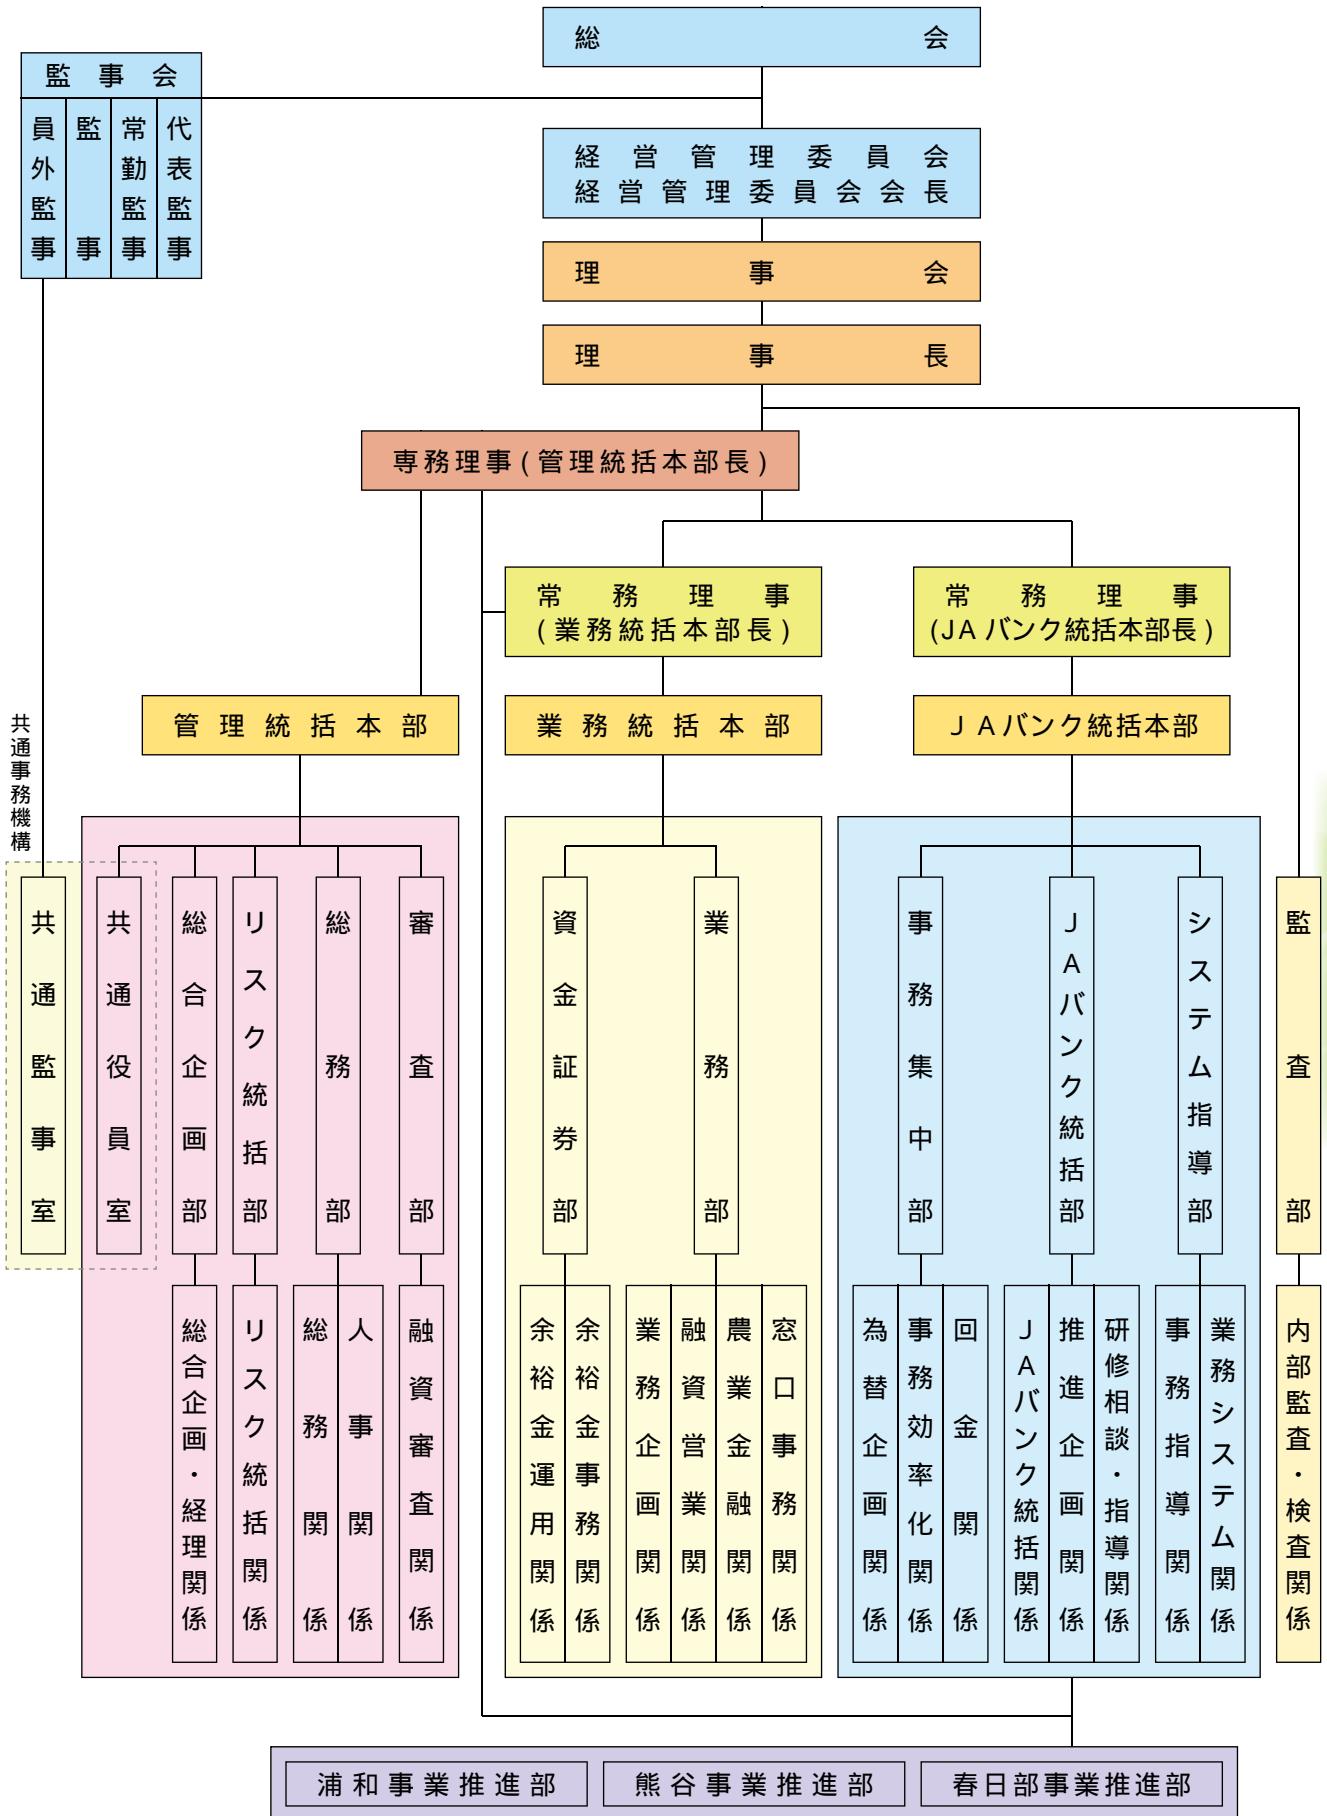 総会
監事会
員外監事
監事
常勤監事
代表監事
経営管理委員会
経営管理委員会会長
理事会
理事長
専務理事(管理統括本部長)
常務理事
(業務統括本部長)
常務理事
(JAバンク統括本部長)
管理統括本部
業務統括本部
JAバンク統括本部
共通事務機構
共通監事室
共通役員室
総合企画部
リスク統括部
総務部
審査部
資金証券部
業務部
事務集中部
JAバンク統括部
システム指導部
監査部
総合企画・経理関係
リスク統括関係
総務関係
人事関係
融資審査関係
余裕金運用関係
余裕金事務関係
業務企画関係
融資営業関係
農業金融関係
窓口事務関係
為替企画関係
事務効率化関係
回金関係
JAバンク統括関係
推進企画関係
研修相談・指導関係
事務指導関係
業務システム関係
内部監査・検査関係
浦和事業推進部
熊谷事業推進部
春日部事業推進部